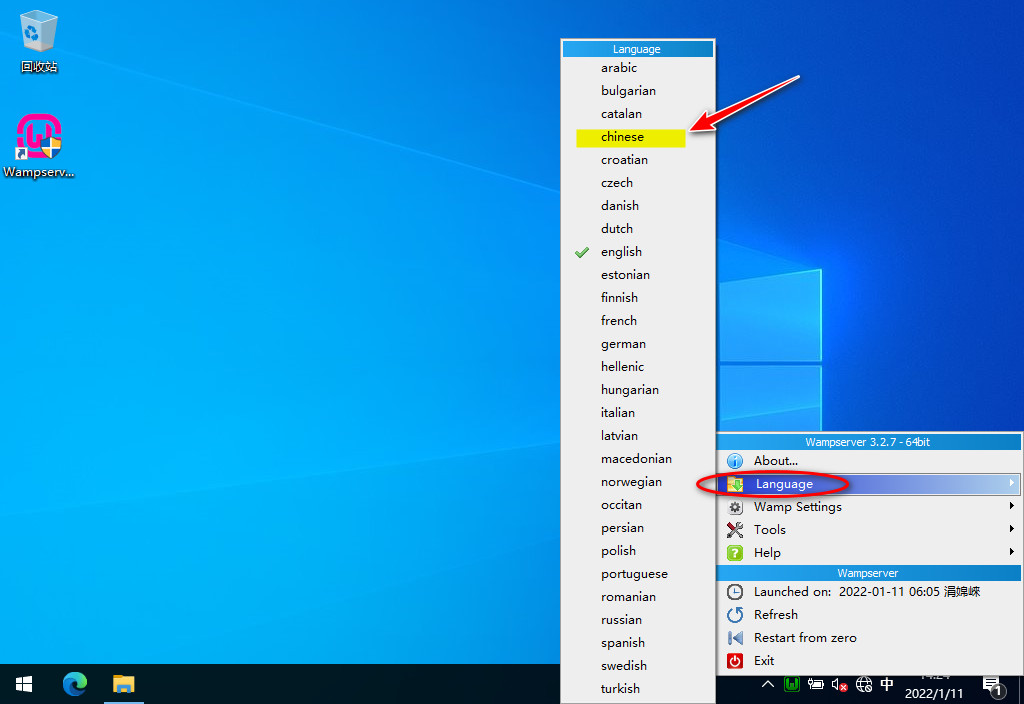 回收站
Wampserv...
Language
arabic
bulgarian
catalan
chinese
croatian
czech
danish
dutch
english
estonian
finnish
french
german
hellenic
hungarian
italian
latvian
macedonian
norwegian
occitan
persian
polish
portuguese
romanian
russian
spanish
swedish
turkish
Wampserver 3.2.7 - 64bit
About...
Language
Wamp Settings
Tools
Help
Wampserver
Launched on: 2022-01-11 06:05 涓婂崍
Refresh
Restart from zero
Exit
中
14:24
2022/1/11
1